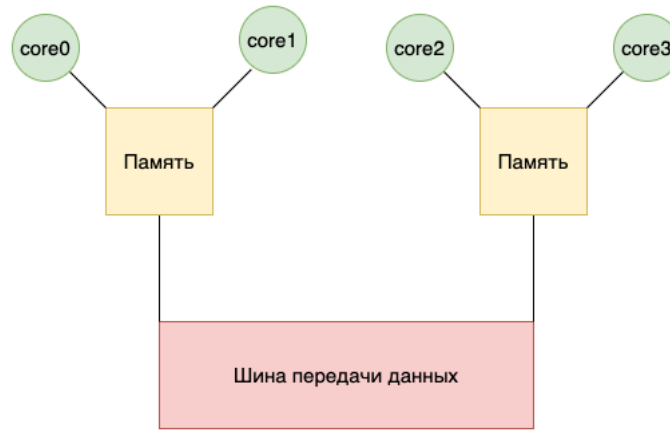 core0
core1
core2
core3
Память
Память
Шина передачи данных